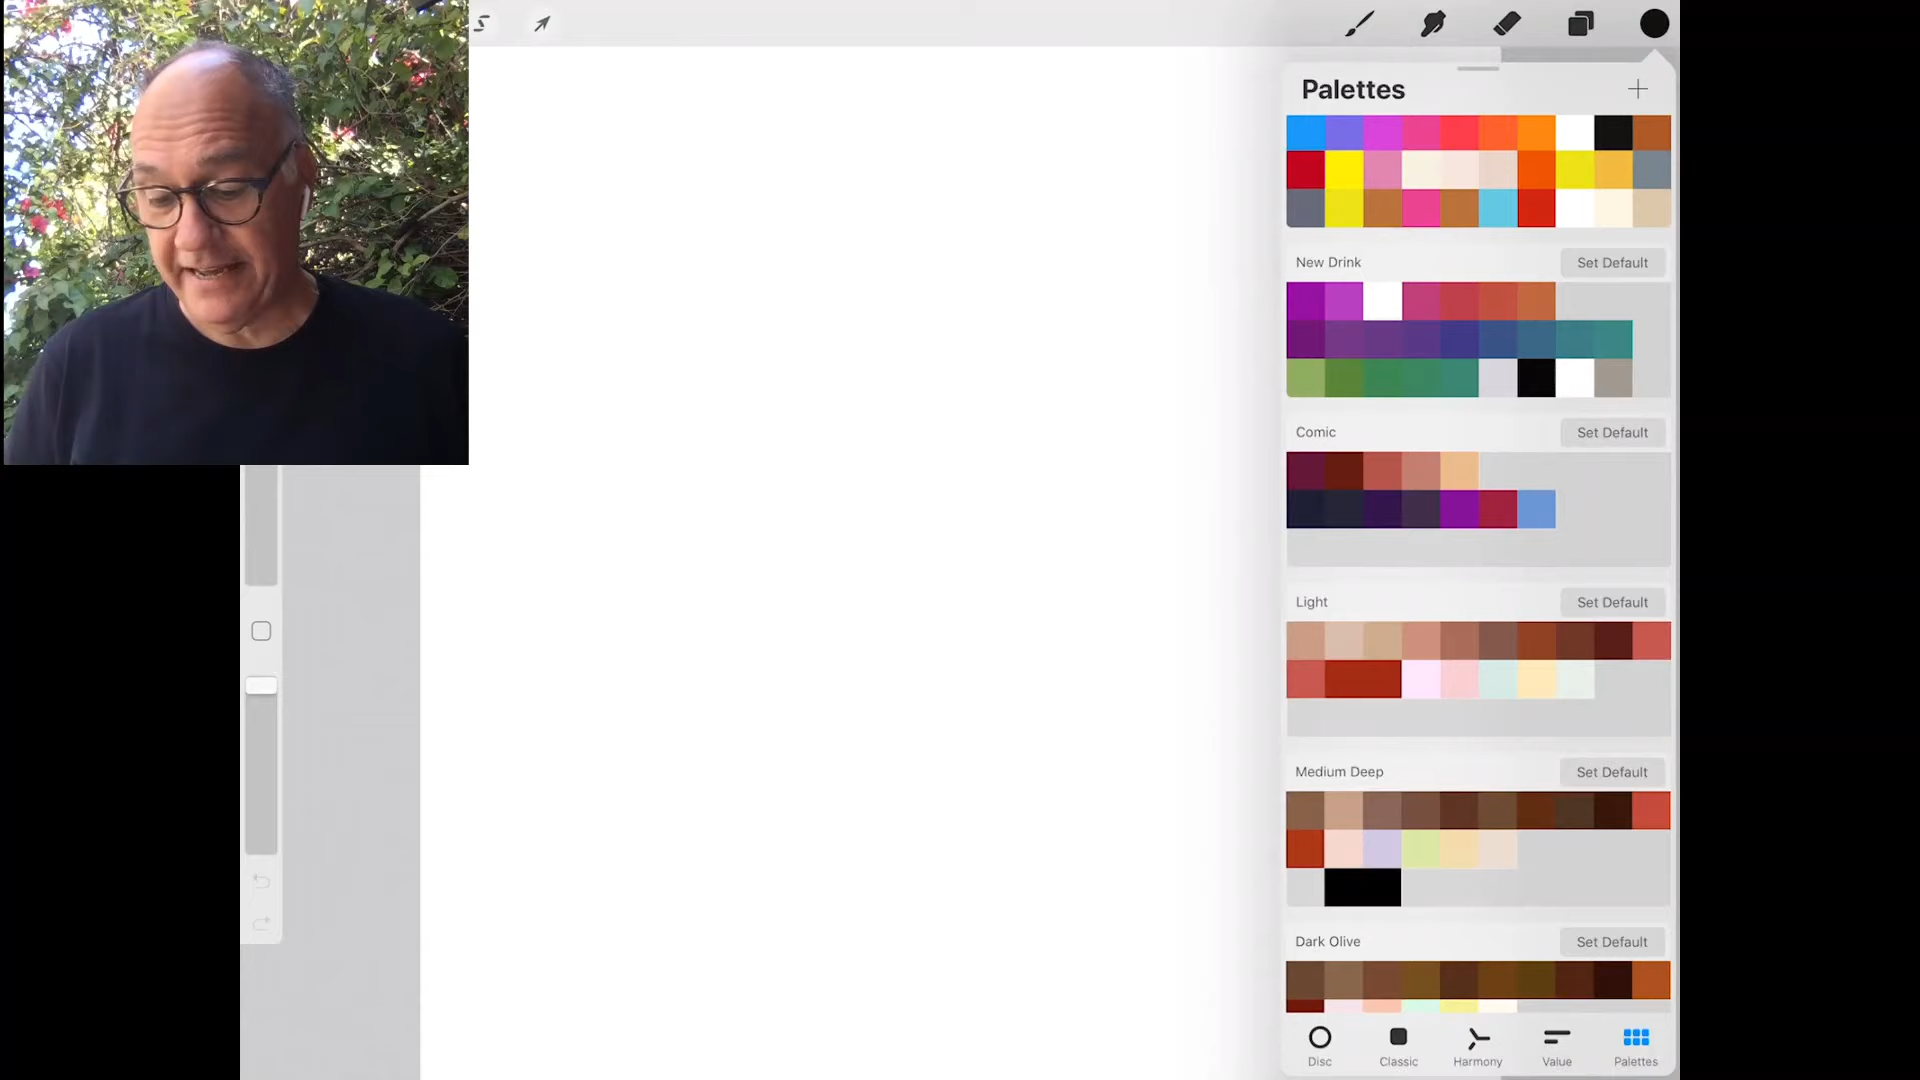 Palettes
New Drink
Set Default
Comic
Set Default
Light
Set Default
Medium Deep
Set Default
Dark Olive
Set Default
Disc
Classic
Harmony
Value
Palettes